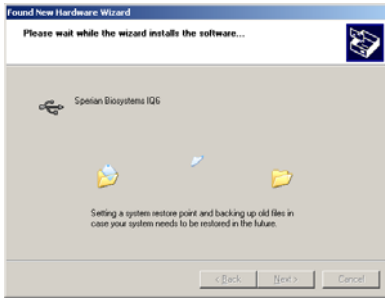 Found New Hardware Wizard
Please wait while the wizard installs the software...
Sperian Biosystems IQ6
Setting a system restore point and backing up old files in
case your system needs to be restored in the future.
< Back
Next >
Cancel